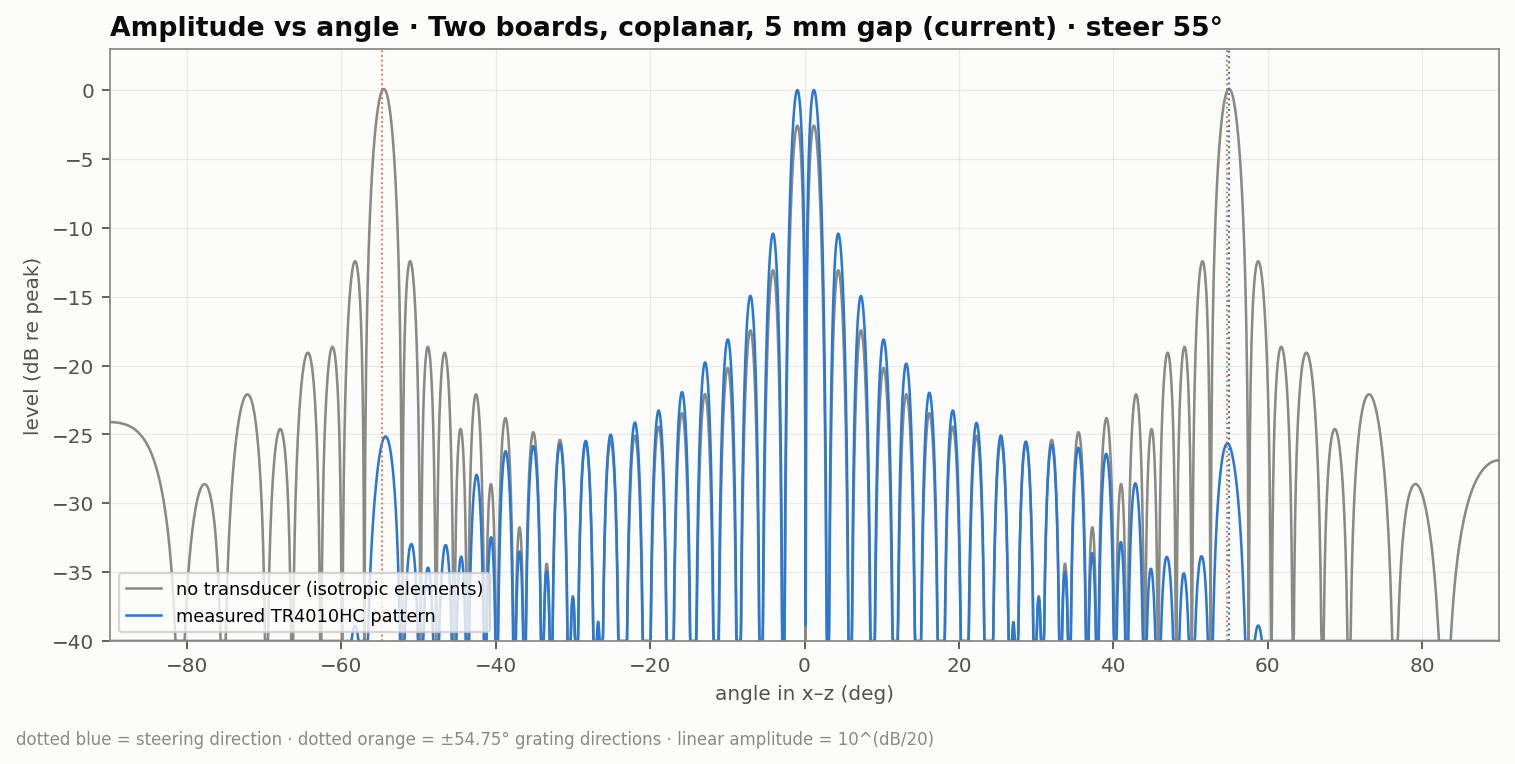 Amplitude vs angle · Two boards, coplanar, 5 mm gap (current) · steer 55°
level (dB re peak)
0
−5
−10
−15
−20
−25
−30
−35
−40
no transducer (isotropic elements)
measured TR4010HC pattern
−80 −60 −40 −20 0 20 40 60 80
angle in x–z (deg)
dotted blue = steering direction · dotted orange = ±54.75° grating directions · linear amplitude = 10^(dB/20)